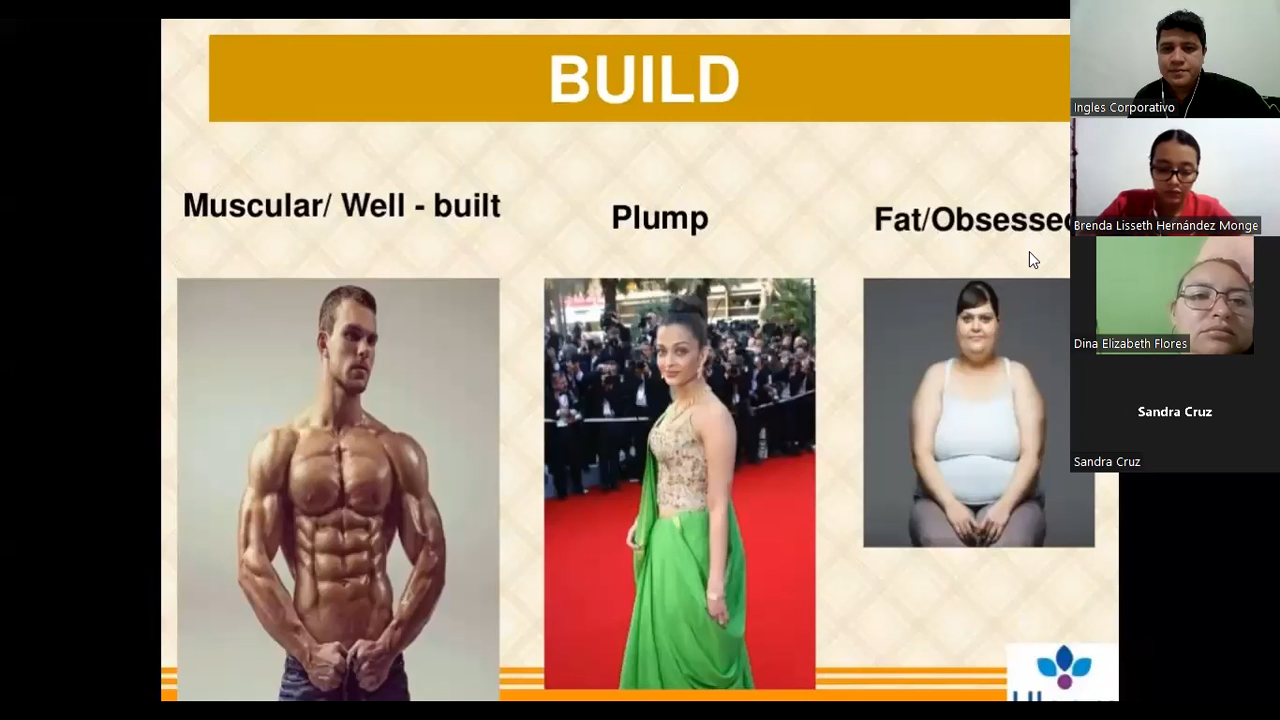 BUILD
Muscular/ Well - built
Plump
Fat/Obsessed
Ingles Corporativo
Brenda Lisseth Hernández Monge
Dina Elizabeth Flores
Sandra Cruz
Sandra Cruz